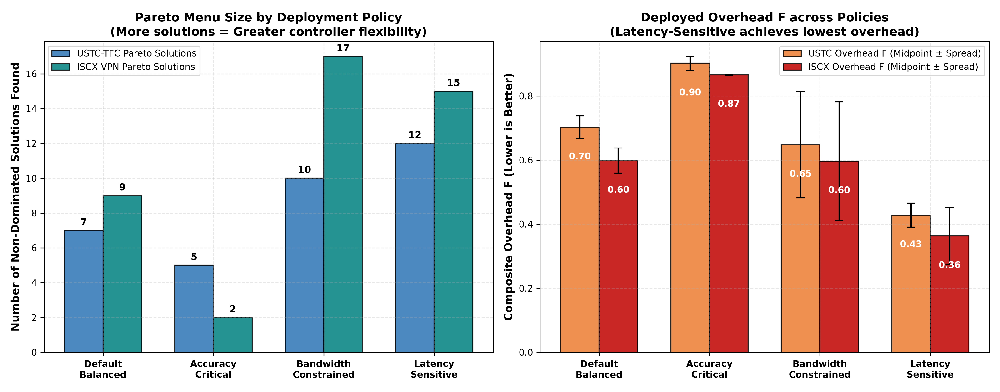 Pareto Menu Size by Deployment Policy
(More solutions = Greater controller flexibility)
USTC-TFC Pareto Solutions
ISCX VPN Pareto Solutions
Number of Non-Dominated Solutions Found
16
14
12
10
8
6
4
2
0
7
9
5
2
10
17
12
15
Default
Balanced
Accuracy
Critical
Bandwidth
Constrained
Latency
Sensitive
Deployed Overhead F across Policies
(Latency-Sensitive achieves lowest overhead)
USTC Overhead F (Midpoint ± Spread)
ISCX Overhead F (Midpoint ± Spread)
Composite Overhead F (Lower is Better)
0.8
0.6
0.4
0.2
0.0
0.70
0.60
0.90
0.87
0.65
0.60
0.43
0.36
Default
Balanced
Accuracy
Critical
Bandwidth
Constrained
Latency
Sensitive